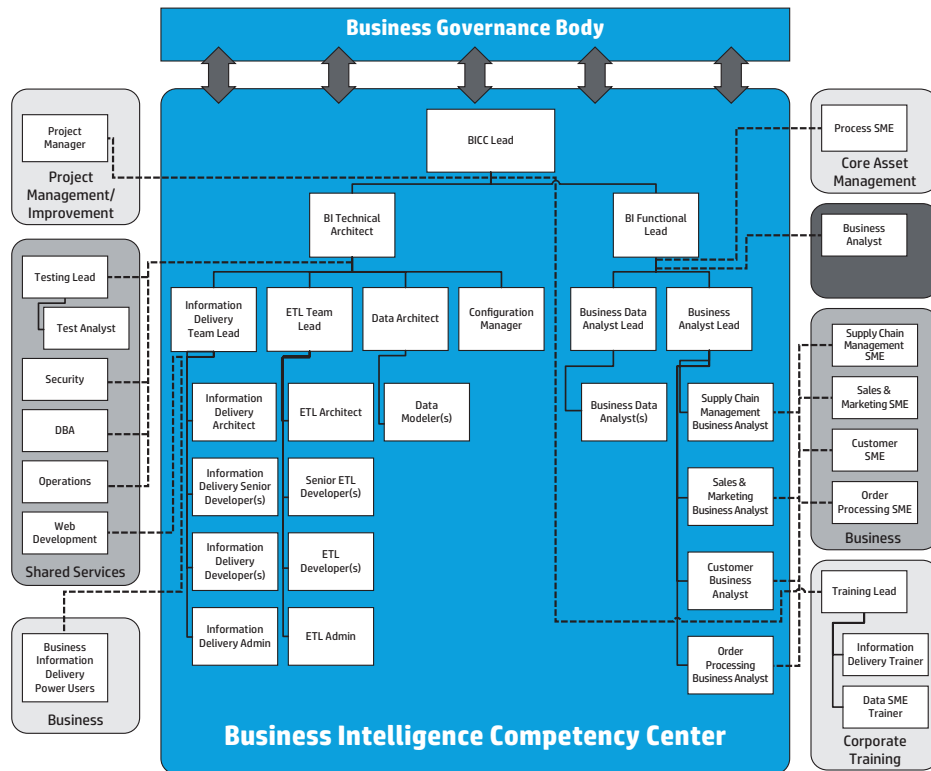 Business Governance Body
Project
Manager
Project
Management/
Improvement
BICC Lead
Process SME
Core Asset
Management
BI Technical
Architect
BI Functional
Lead
Business
Analyst
Testing Lead
Test Analyst
Security
DBA
Operations
Web
Development
Shared Services
Information
Delivery
Team Lead
ETL Team
Lead
Data Architect
Configuration
Manager
Business Data
Analyst Lead
Business
Analyst Lead
Information
Delivery
Architect
ETL Architect
Data
Modeler(s)
Business Data
Analyst(s)
Supply Chain
Management
Business Analyst
Information
Delivery Senior
Developer(s)
Senior ETL
Developer(s)
Sales &
Marketing
Business Analyst
Information
Delivery
Developer(s)
ETL
Developer(s)
Customer
Business
Analyst
Information
Delivery Admin
ETL Admin
Order
Processing
Business Analyst
Supply Chain
Management SME
Sales &
Marketing SME
Customer
SME
Order
Processing SME
Business
Business
Information
Delivery
Power Users
Business
Training Lead
Information
Delivery Trainer
Data SME
Trainer
Corporate
Training
Business Intelligence Competency Center